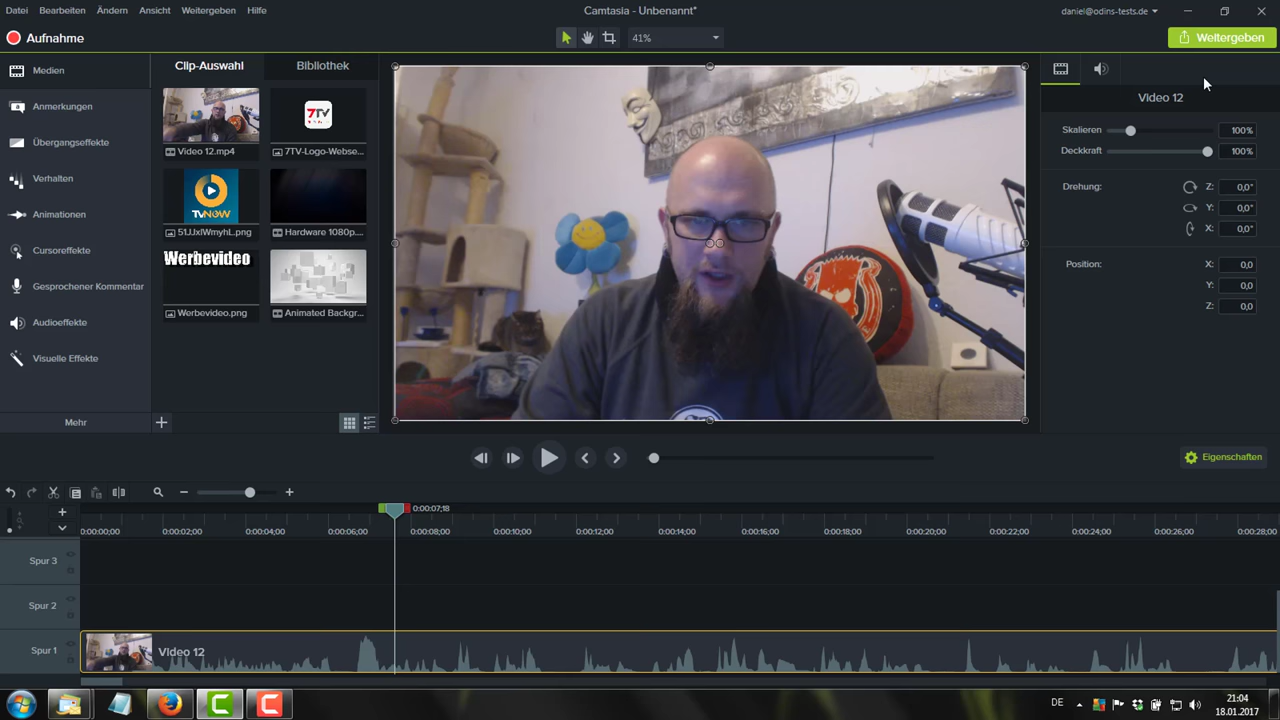 Datei Bearbeiten Ändern Ansicht Weitergeben Hilfe
Camtasia - Unbenannt*
daniel@odins-tests.de
Aufnahme
41%
Weitergeben
Medien
Anmerkungen
Übergangseffekte
Verhalten
Animationen
Cursoreffekte
Gesprochener Kommentar
Audioeffekte
Visuelle Effekte
Mehr
Clip-Auswahl Bibliothek
7TV
Video 12.mp4 7TV-Logo-Webse...
TVNOW
51JJxlWmyhL.png Hardware 1080p...
Werbevideo
Werbevideo.png Animated Backgr...
Video 12
Skalieren 100%
Deckkraft 100%
Drehung: Z: 0,0°
Y: 0,0°
X: 0,0°
Position: X: 0,0
Y: 0,0
Z: 0,0
Eigenschaften
0:00:07;18
0:00:00;00 0:00:02;00 0:00:04;00 0:00:06;00 0:00:08;00 0:00:10;00 0:00:12;00 0:00:14;00 0:00:16;00 0:00:18;00 0:00:20;00 0:00:22;00 0:00:24;00 0:00:26;00 0:00:28;00
Spur 3
Spur 2
Spur 1
Video 12
DE
21:04
18.01.2017